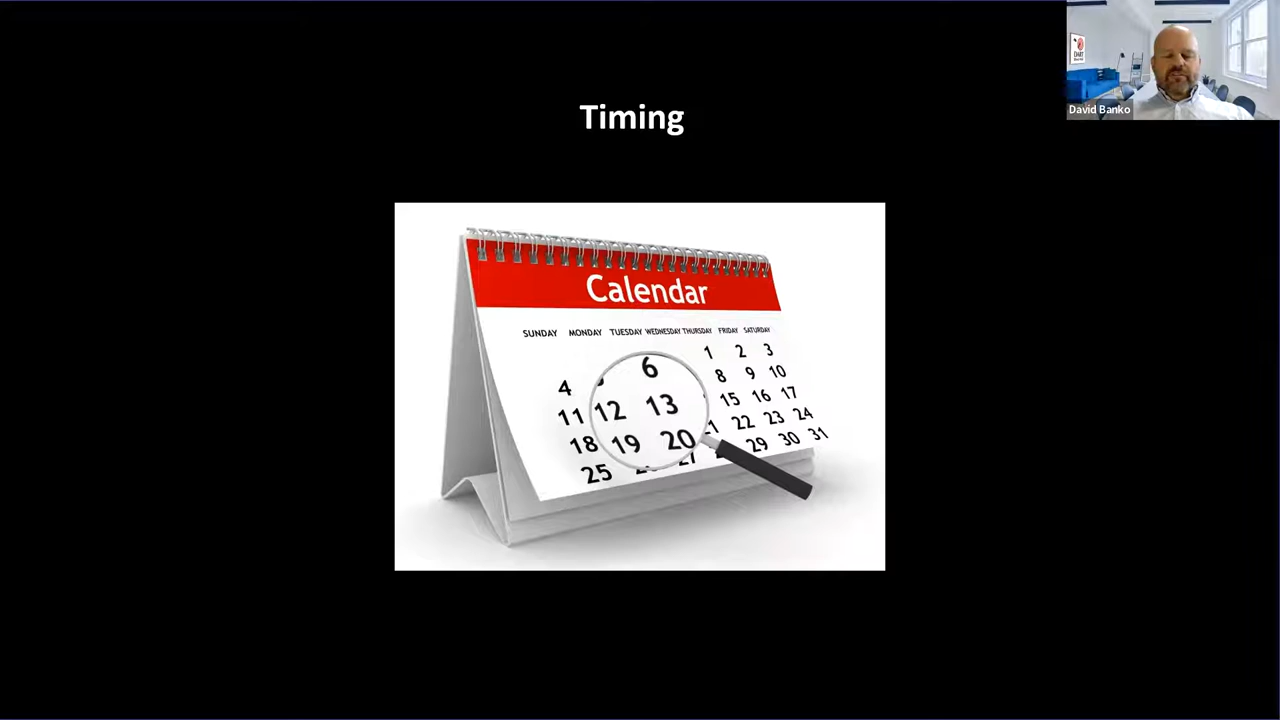 Timing
David Banko
Calendar
SUNDAY MONDAY TUESDAY WEDNESDAY THURSDAY FRIDAY SATURDAY
1 2 3
4 6 8 9 10
11 12 13 15 16 17
18 19 20 22 23 24
25 27 29 30 31